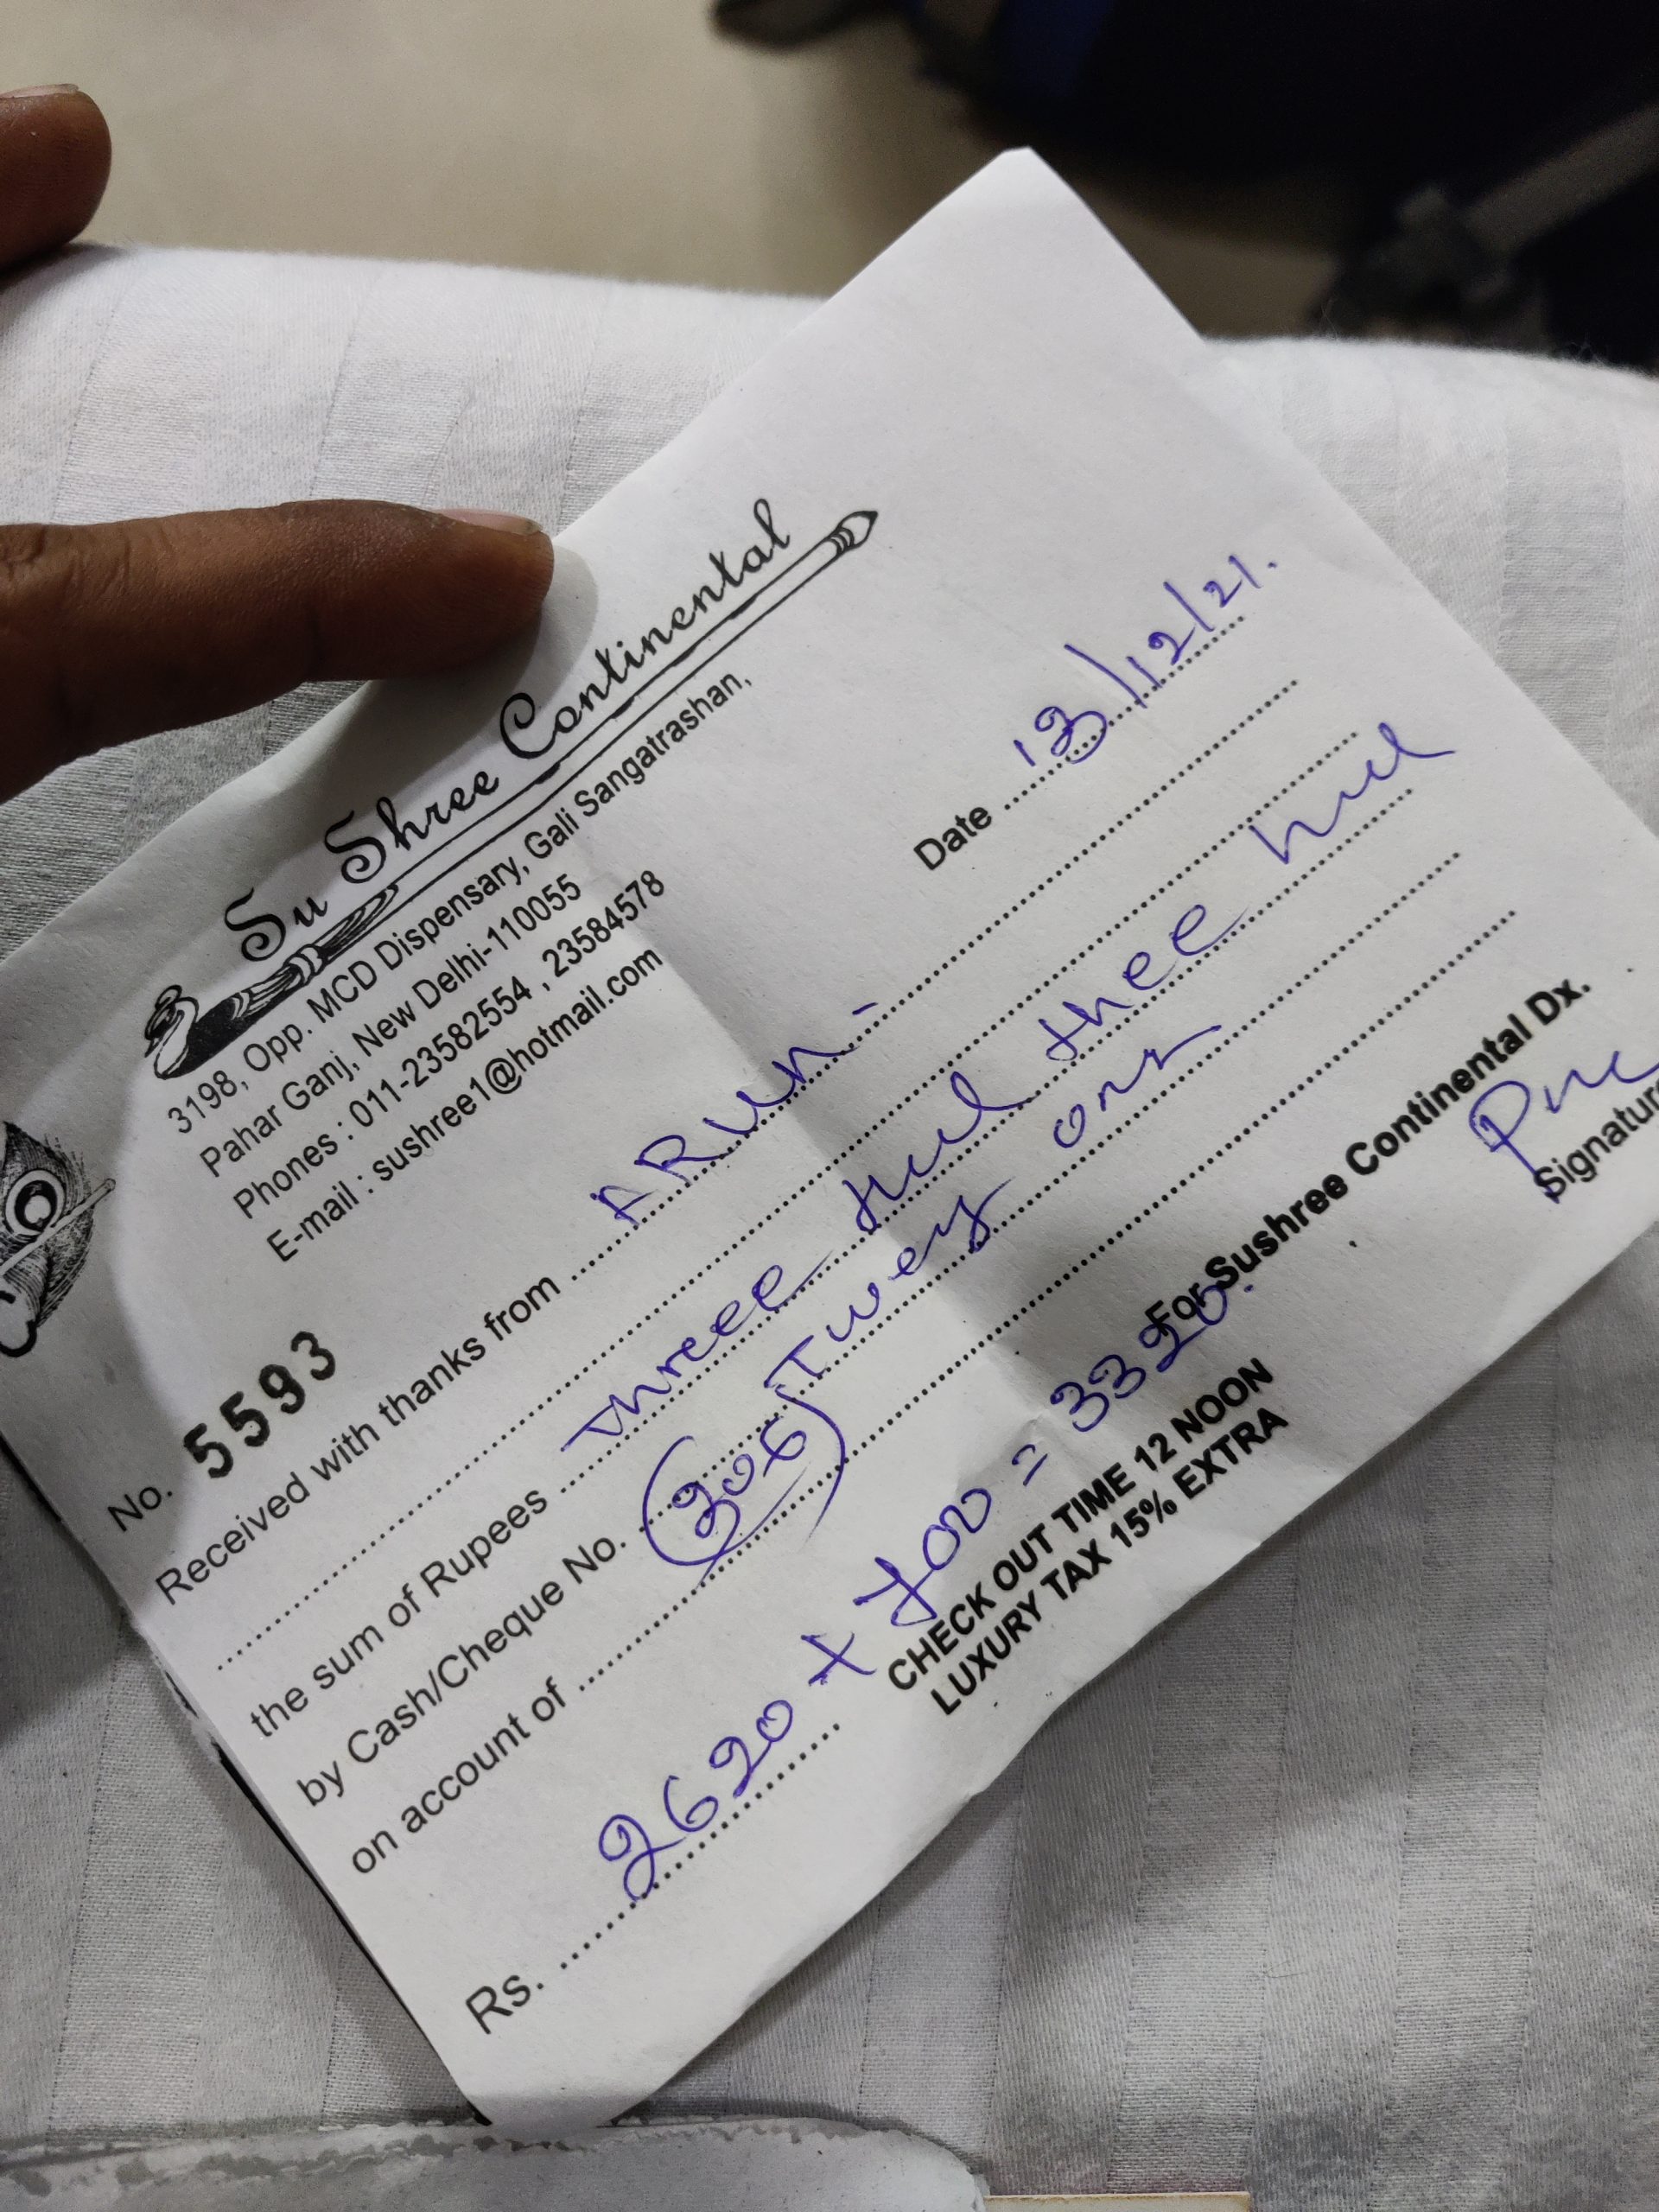 Su Shree Continental
3198, Opp. MCD Dispensary, Gali Sangatrashan,
Pahar Ganj, New Delhi-110055
Phones : 011-23582554 , 23584578
E-mail : sushree1@hotmail.com
No. 5593
Date 13/12/21.
Received with thanks from ARUN -
the sum of Rupees Three thee
by Cash/Cheque No. (306) Twenty only
on account of
For Sushree Continental Dx.
Rs. 2620 + 700 = 3320.
CHECK OUT TIME 12 NOON
LUXURY TAX 15% EXTRA
Signature